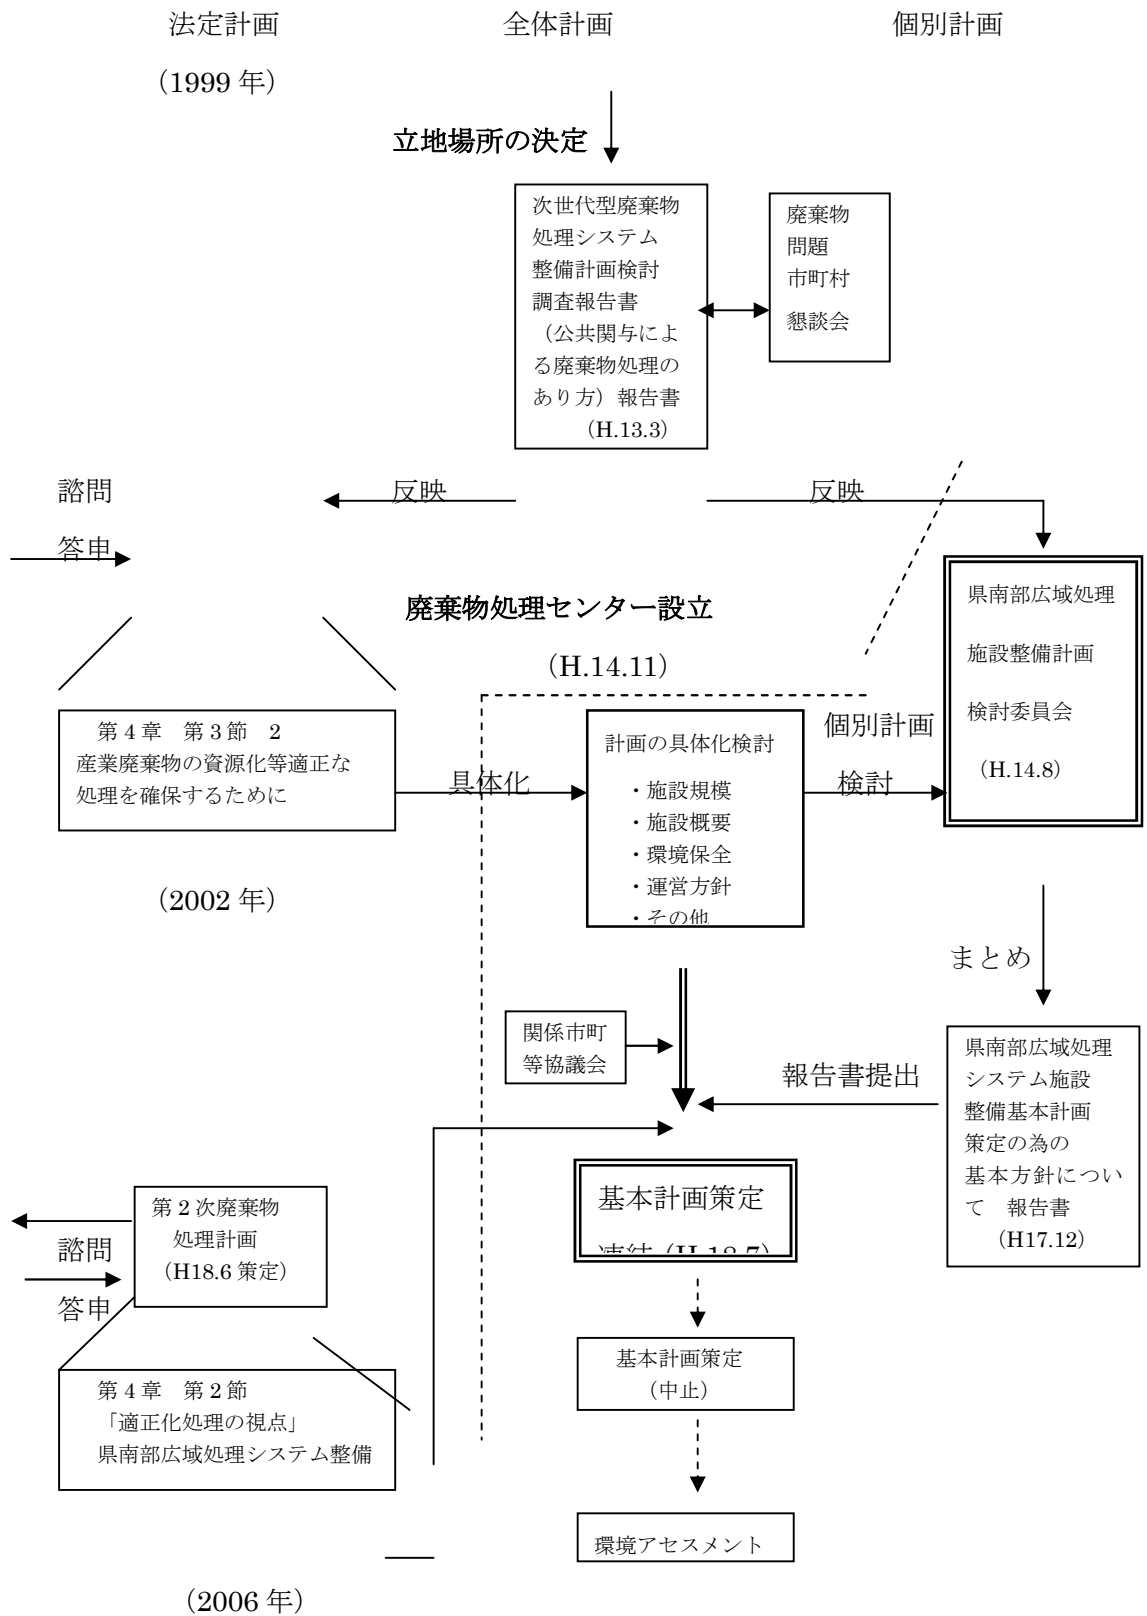 法定計画
全体計画
個別計画
（1999 年）
立地場所の決定
次世代型廃棄物
処理システム
整備計画検討
調査報告書
（公共関与によ
る廃棄物処理の
あり方）報告書
（H.13.3）
廃棄物
問題
市町村
懇談会
諮問
反映
反映
答申
廃棄物処理センター設立
（H.14.11）
県南部広域処理
施設整備計画
検討委員会
（H.14.8）
第 4 章　第 3 節　2
産業廃棄物の資源化等適正な
処理を確保するために
具体化
計画の具体化検討
・施設規模
・施設概要
・環境保全
・運営方針
・その他
個別計画
検討
（2002 年）
まとめ
関係市町
等協議会
報告書提出
県南部広域処理
システム施設
整備基本計画
策定の為の
基本方針につい
て　報告書
（H17.12）
基本計画策定
凍結（H.18.7）
第 2 次廃棄物
処理計画
（H18.6 策定）
諮問
答申
基本計画策定
（中止）
第 4 章　第 2 節
「適正化処理の視点」
県南部広域処理システム整備
環境アセスメント
（2006 年）